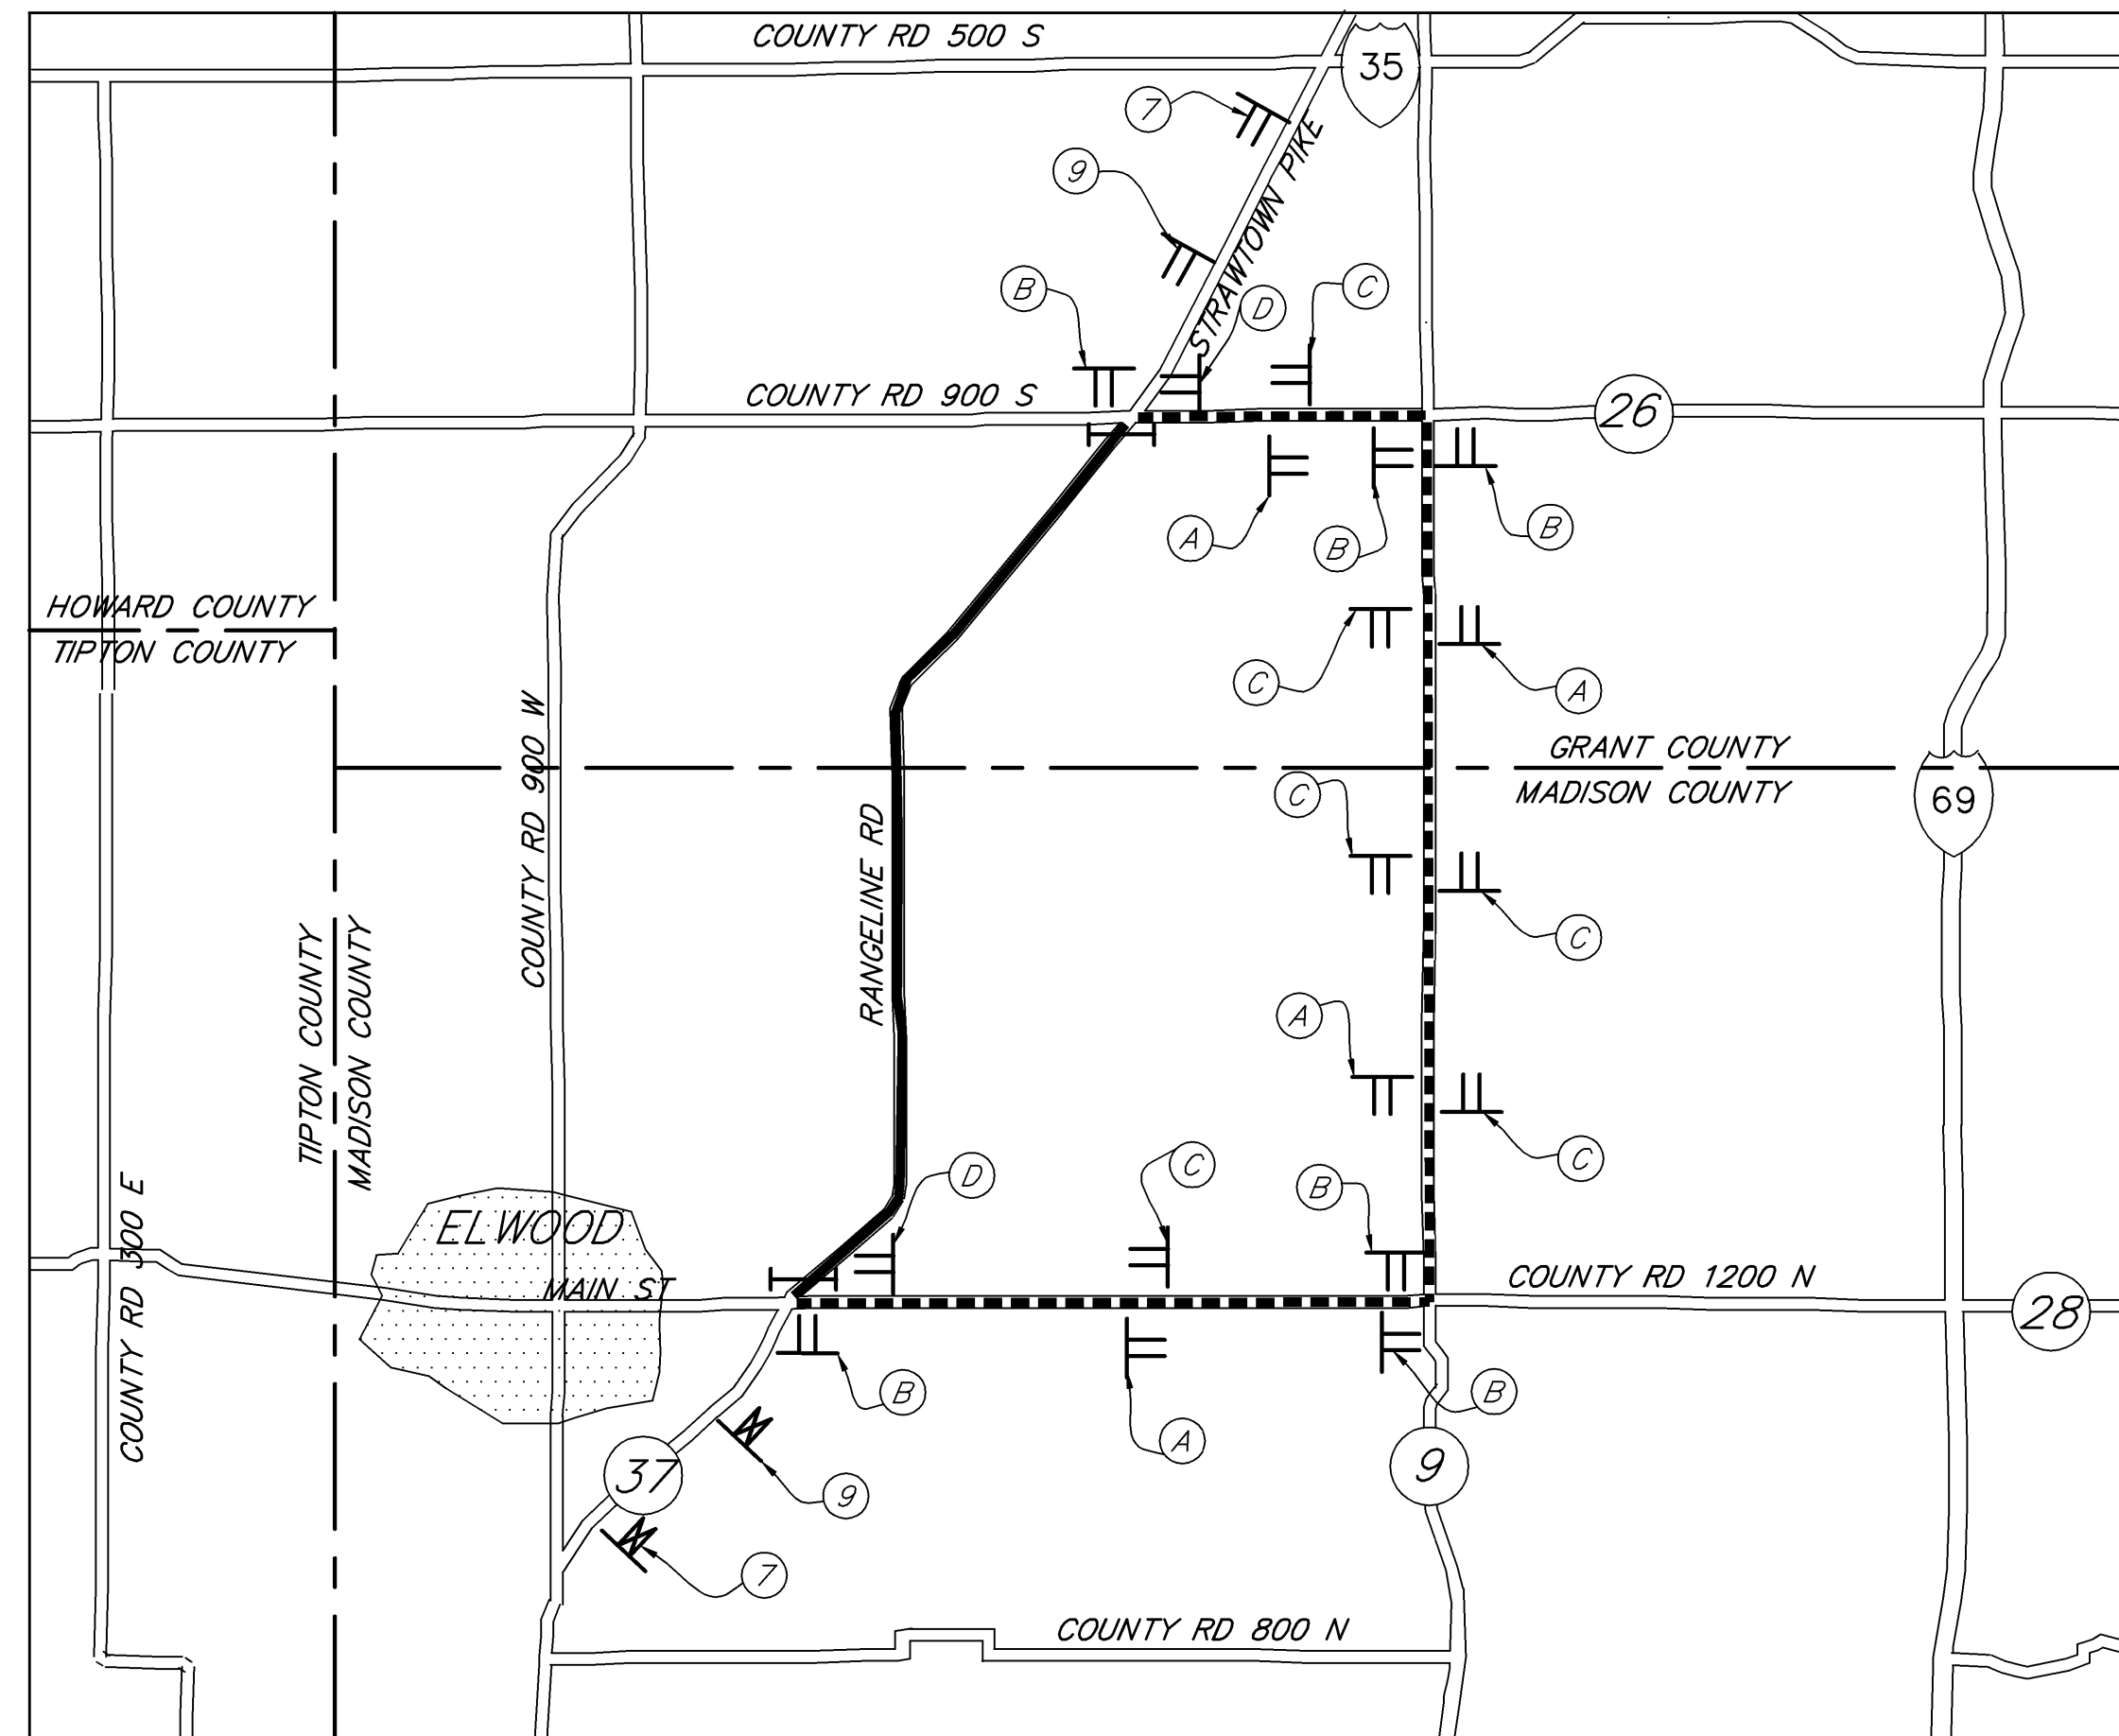 COUNTY RD 500 S
35
7
STRAWTOWN PIKE
9
B
D
C
COUNTY RD 900 S
26
A
B
B
HOWARD COUNTY
TIPTON COUNTY
C
A
COUNTY RD 900 W
GRANT COUNTY
MADISON COUNTY
C
69
RANGELINE RD
C
TIPTON COUNTY
MADISON COUNTY
A
C
D
C
B
COUNTY RD 300 E
ELWOOD
MAIN ST
COUNTY RD 1200 N
28
B
B
A
37
9
9
7
COUNTY RD 800 N